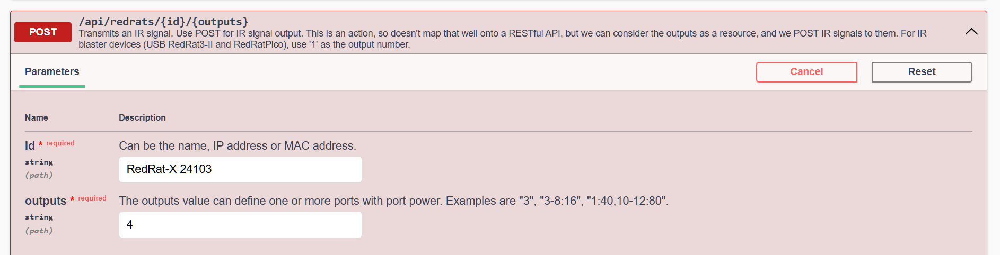 POST
/api/redrats/{id}/{outputs}
Transmits an IR signal. Use POST for IR signal output. This is an action, so doesn't map that well onto a RESTful API, but we can consider the outputs as a resource, and we POST IR signals to them. For IR
blaster devices (USB RedRat3-II and RedRatPico), use '1' as the output number.
Parameters
Cancel
Reset
Name Description
id * required
Can be the name, IP address or MAC address.
string
(path)
RedRat-X 24103
outputs * required
The outputs value can define one or more ports with port power. Examples are "3", "3-8:16", "1:40,10-12:80".
string
(path)
4